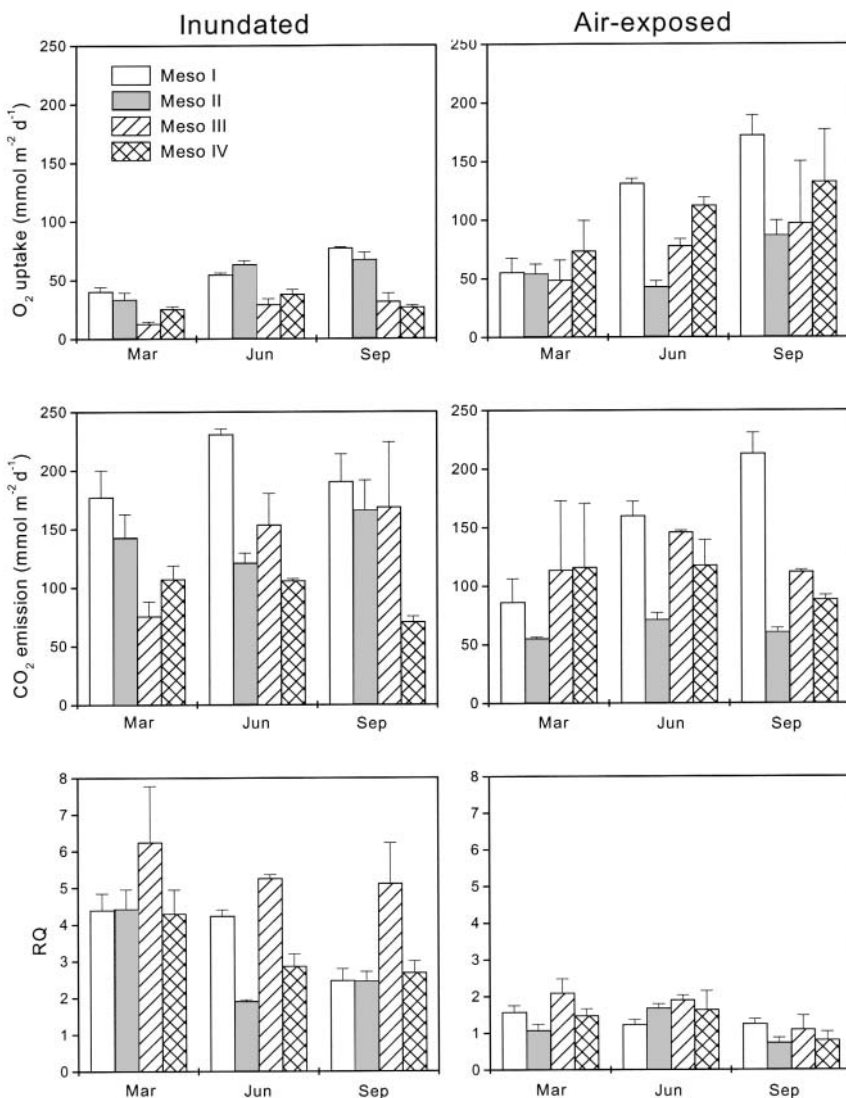 Inundated
Air-exposed
250
200
150
100
50
0
O₂ uptake (mmol m⁻² d⁻¹)
Meso I
Meso II
Meso III
Meso IV
Mar Jun Sep
250
200
150
100
50
0
Mar Jun Sep
250
200
150
100
50
0
CO₂ emission (mmol m⁻² d⁻¹)
Mar Jun Sep
250
200
150
100
50
0
Mar Jun Sep
8
7
6
5
4
3
2
1
0
RQ
Mar Jun Sep
8
7
6
5
4
3
2
1
0
Mar Jun Sep